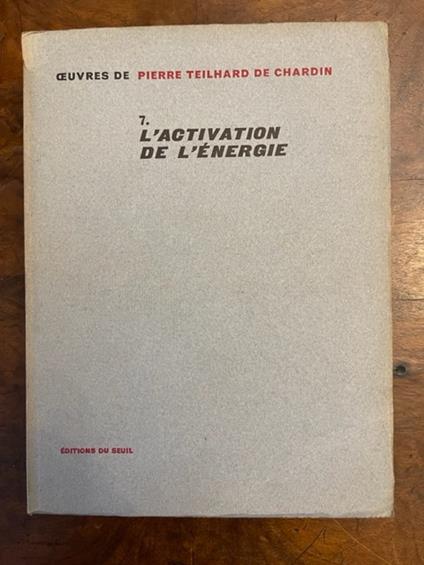 ŒUVRES DE PIERRE TEILHARD DE CHARDIN
7.
L'ACTIVATION
DE L'ÉNERGIE
ÉDITIONS DU SEUIL